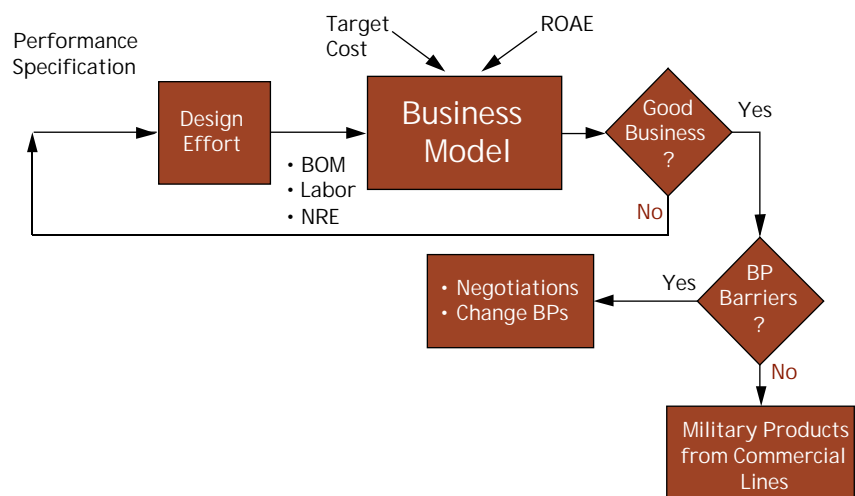 Performance
Specification
Target
Cost
ROAE
Design
Effort
• BOM
• Labor
• NRE
Business
Model
Good
Business
?
Yes
No
BP
Barriers
?
Yes
• Negotiations
• Change BPs
No
Military Products
from Commercial
Lines